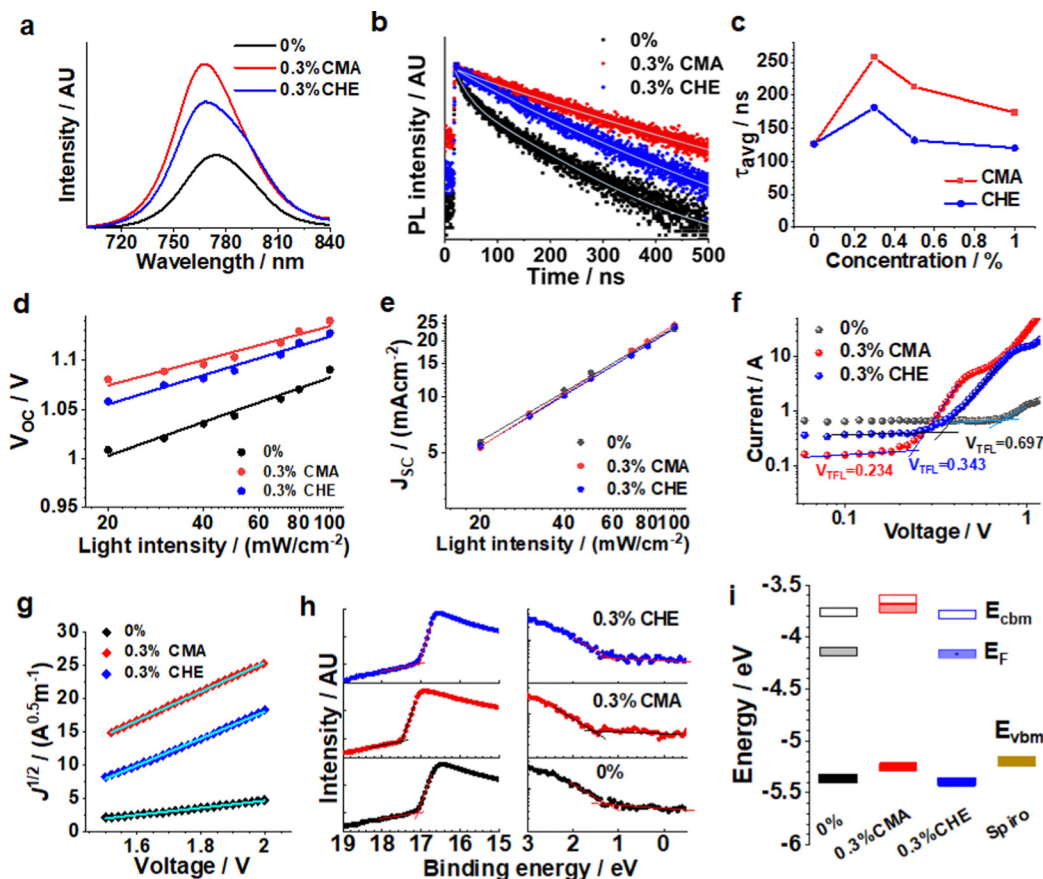 a
0%
0.3%CMA
0.3%CHE
Intensity / AU
720 750 780 810 840
Wavelength / nm
b
0%
0.3% CMA
0.3% CHE
PL intensity
0 100 200 300 400 500
Time / ns
c
250
200
150
100
50
0
τavg / ns
CMA
CHE
0.0 0.2 0.4 0.6 0.8 1.0
Concentration / %
d
1.1
1.05
1
0.95
VOC / V
0%
0.3% CMA
0.3% CHE
20 40 60 80 100
Light intensity / (mW/cm-2)
e
25
20
15
10
5
JSC / (mAcm-2)
0%
0.3% CMA
0.3% CHE
20 40 60 80 100
Light intensity / (mW/cm-2)
f
0%
0.3% CMA
0.3% CHE
10
1
0.1
Current / A
VTFL=0.697
VTFL=0.234
VTFL=0.343
0.1 1
Voltage / V
g
30
25
20
15
10
5
0
J1/2 / (A0.5m-1)
0%
0.3% CMA
0.3% CHE
1.6 1.8 2
Voltage / V
h
Intensity / AU
0.3% CHE
0.3% CMA
0%
19 18 17 16 15 3 2 1 0
Binding energy / eV
i
-3.5
-4
-4.5
-5
-5.5
-6
Energy / eV
Ecbm
EF
Evbm
0%
0.3%CMA
0.3%CHE
Spiro